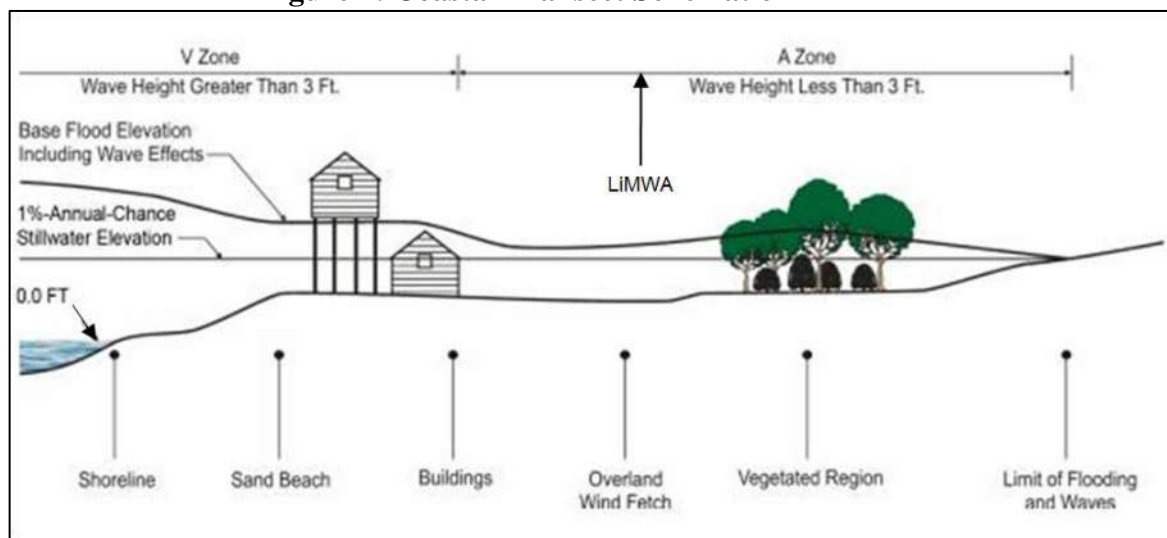 V Zone
A Zone
Wave Height Greater Than 3 Ft.
Wave Height Less Than 3 Ft.
Base Flood Elevation
Including Wave Effects
LiMWA
1%-Annual-Chance
Stillwater Elevation
0.0 FT
Shoreline
Sand Beach
Buildings
Overland
Wind Fetch
Vegetated Region
Limit of Flooding
and Waves